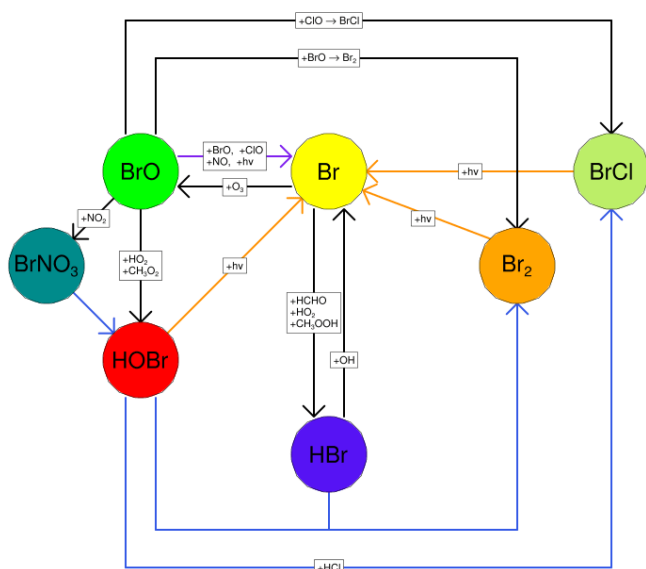 +ClO → BrCl
+BrO → Br₂
BrO
+BrO, +ClO
+NO, +hv
Br
+hv
BrCl
+O₃
+NO₂
+hv
BrNO₃
+HO₂
+CH₃O₂
+hv
Br₂
+HCHO
+HO₂
+CH₃OOH
HOBr
+OH
HBr
+HCl